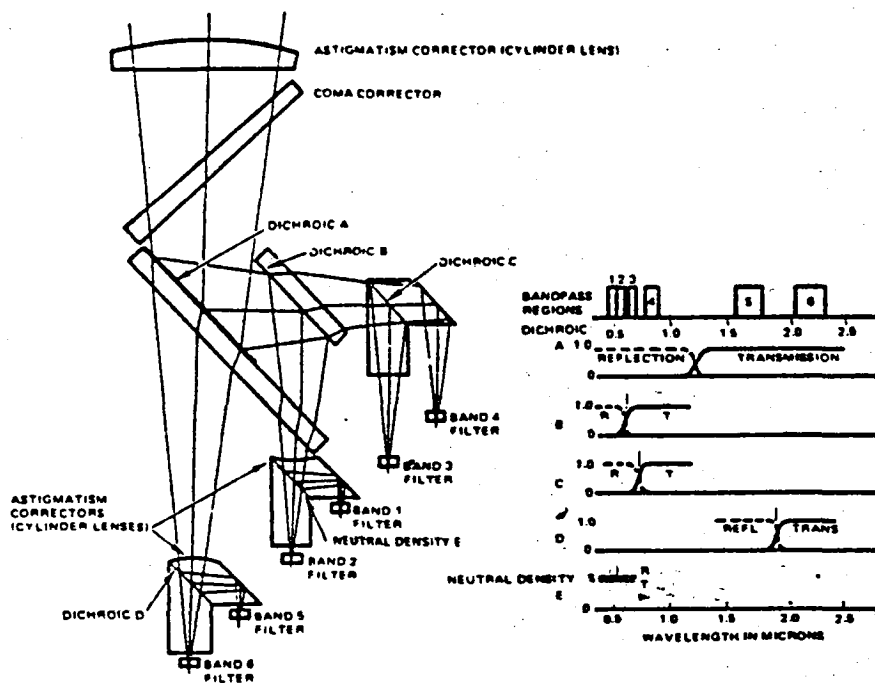 ASTIGMATISM CORRECTOR (CYLINDER LENS)
COMA CORRECTOR
DICHROIC A
DICHROIC B
DICHROIC C
BAND 4
FILTER
BAND 3
FILTER
BAND 1
FILTER
NEUTRAL DENSITY E
BAND 2
FILTER
ASTIGMATISM
CORRECTORS
(CYLINDER LENSES)
DICHROIC D
BAND 5
FILTER
BAND 6
FILTER
1 2 3
BANDPASS
REGIONS
4
5
6
DICHROIC
0.5
1.0
1.5
2.0
2.5
A
1.0
REFLECTION
TRANSMISSION
0
B
1.0
R
T
0
C
1.0
R
T
0
D
1.0
REFL
TRANS
0
NEUTRAL DENSITY
E
R
T
0
0.5
1.0
1.5
2.0
2.5
WAVELENGTH IN MICRONS